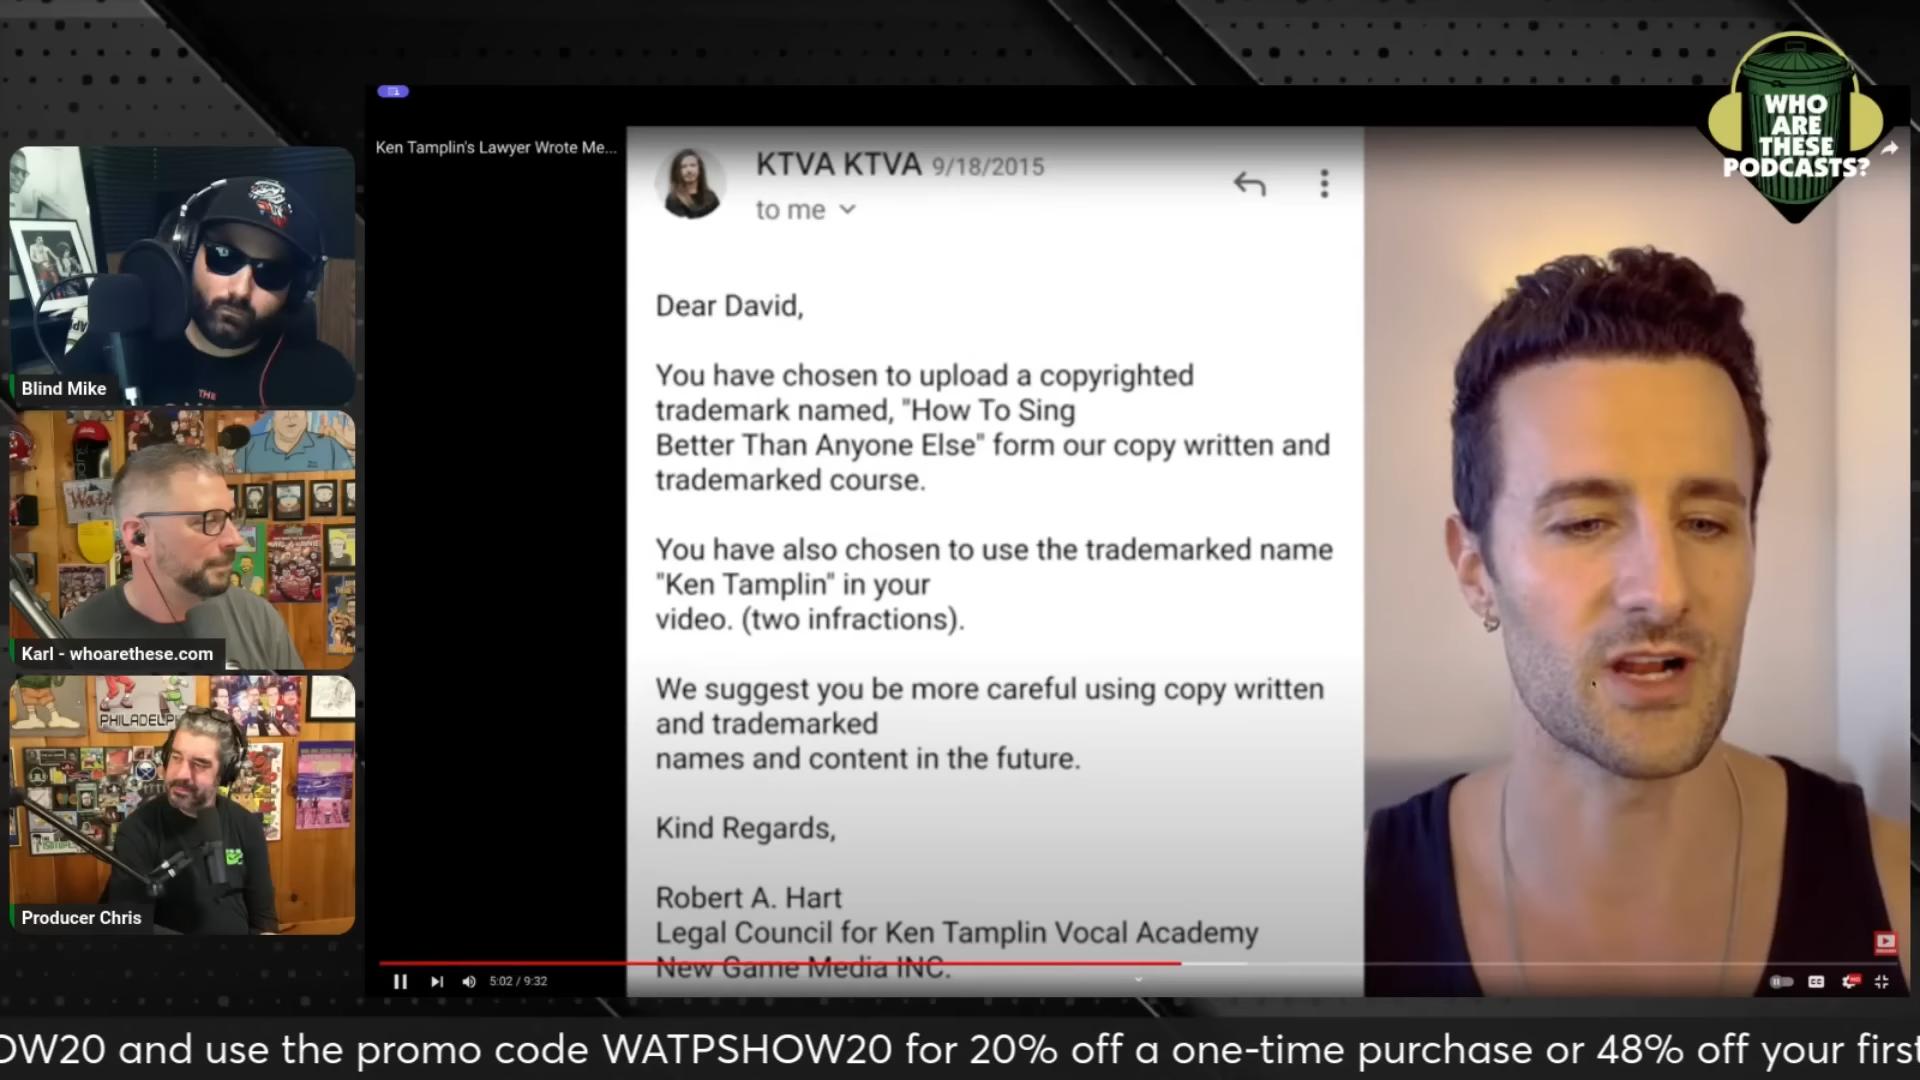 WHO
ARE
THESE
PODCASTS?
Ken Tamplin's Lawyer Wrote Me...
KTVA KTVA 9/18/2015
to me
Dear David,
You have chosen to upload a copyrighted
trademark named, "How To Sing
Better Than Anyone Else" form our copy written and
trademarked course.
You have also chosen to use the trademarked name
"Ken Tamplin" in your
video. (two infractions).
We suggest you be more careful using copy written
and trademarked
names and content in the future.
Kind Regards,
Robert A. Hart
Legal Council for Ken Tamplin Vocal Academy
New Game Media INC.
5:02 / 9:32
THE
Blind Mike
Karl - whoarethese.com
PHILADELP
Producer Chris
OW20 and use the promo code WATPSHOW20 for 20% off a one-time purchase or 48% off your first